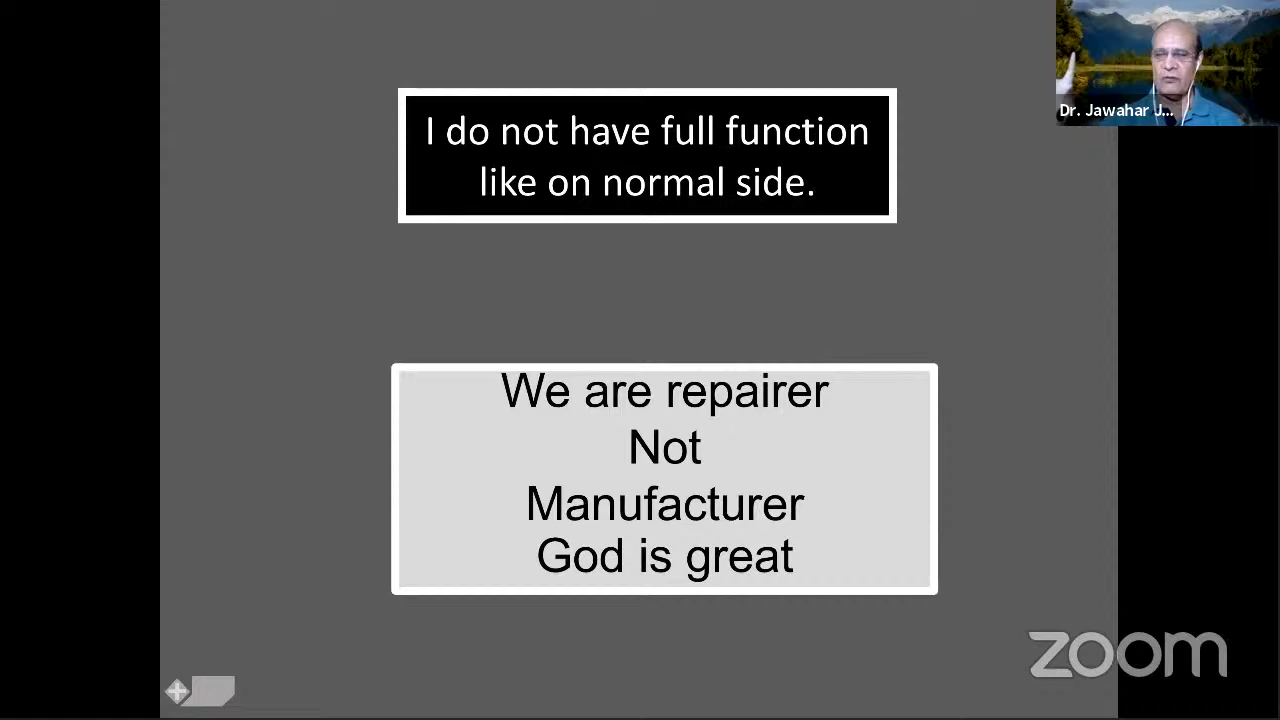 Dr. Jawahar J...
I do not have full function
like on normal side.
We are repairer
Not
Manufacturer
God is great
zoom